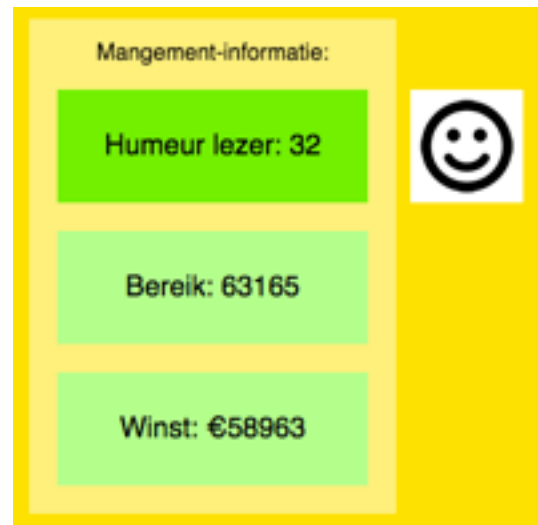 Mangement-informatie:
Humeur lezer: 32
Bereik: 63165
Winst: €58963